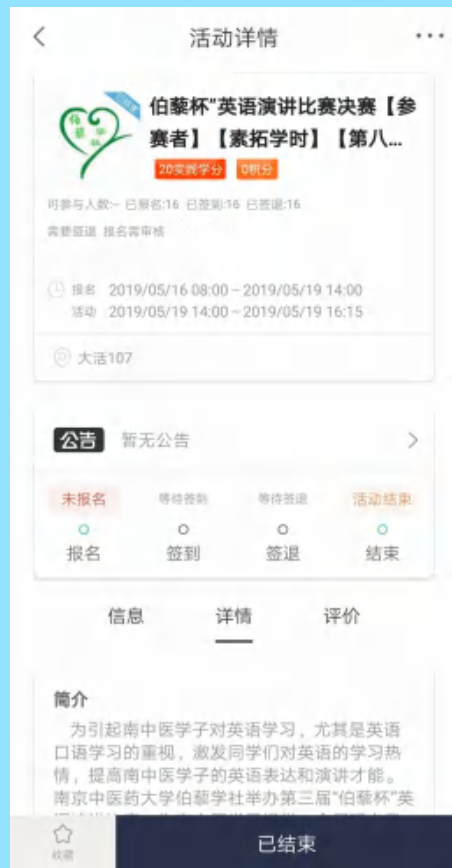 活动详情
已结束
伯藜学社
伯藜杯"英语演讲比赛决赛【参
赛者】【素拓学时】【第八...
20实践学分 0积分
可参与人数:-- 已报名:16 已签到:16 已签退:16
需要签退 报名需审核
报名 2019/05/16 08:00 ~ 2019/05/19 14:00
活动 2019/05/19 14:00 ~ 2019/05/19 16:15
大活107
公告 暂无公告
未报名 等待签到 等待签退 活动结束
报名 签到 签退 结束
信息 详情 评价
简介
为引起南中医学子对英语学习，尤其是英语
口语学习的重视，激发同学们对英语的学习热
情，提高南中医学子的英语表达和演讲才能。
南京中医药大学伯藜学社举办第三届"伯藜杯"英
收藏
已结束